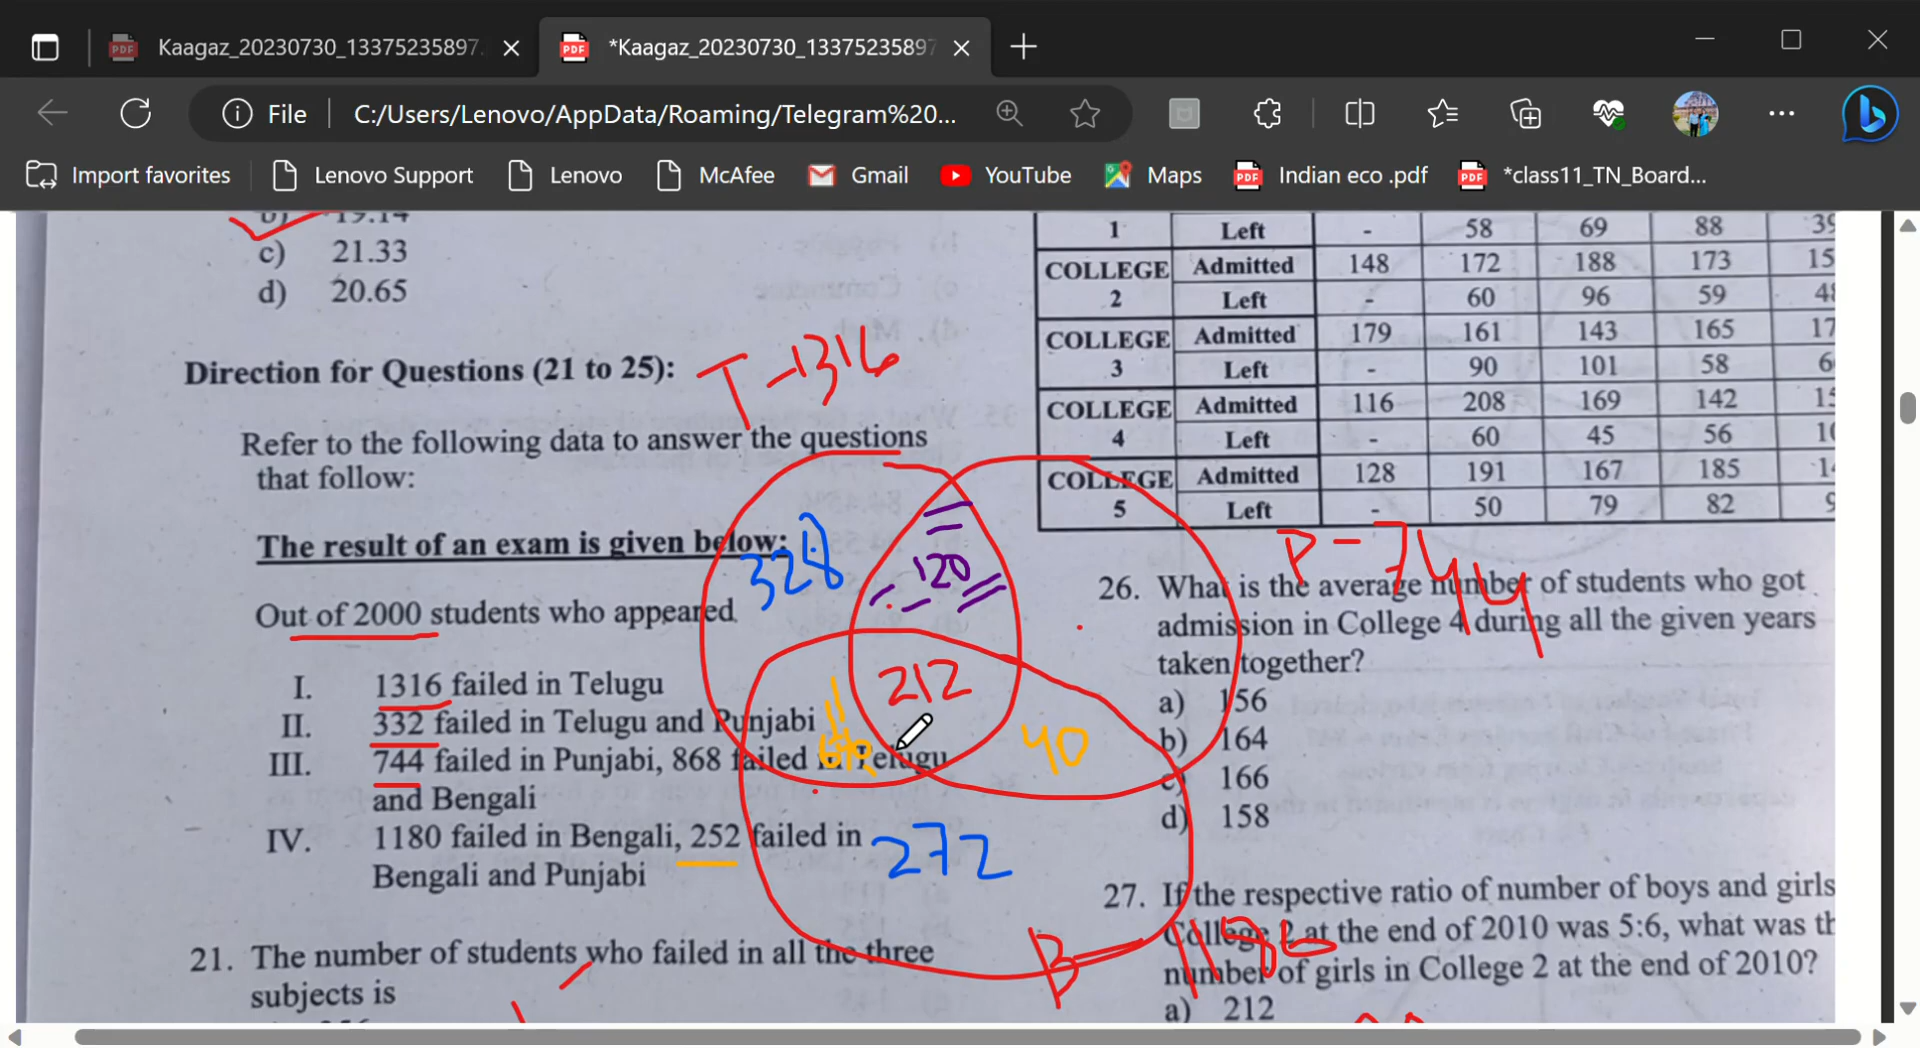 Kaagaz_20230730_13375235897.
*Kaagaz_20230730_13375235897
File
C:/Users/Lenovo/AppData/Roaming/Telegram%20...
Import favorites
Lenovo Support
Lenovo
McAfee
Gmail
YouTube
Maps
Indian eco .pdf
*class11_TN_Board...
b) 19.14
c) 21.33
d) 20.65
Direction for Questions (21 to 25):
T - 1316
Refer to the following data to answer the questions
that follow:
The result of an exam is given below:
Out of 2000 students who appeared
I. 1316 failed in Telugu
II. 332 failed in Telugu and Punjabi
III. 744 failed in Punjabi, 868 failed in Telugu
and Bengali
IV. 1180 failed in Bengali, 252 failed in
Bengali and Punjabi
328
120
212
40
272
P - 744
B
21. The number of students who failed in all the three
subjects is
1 Left - 58 69 88 39
COLLEGE 2 Admitted 148 172 188 173 15
Left - 60 96 59 48
COLLEGE 3 Admitted 179 161 143 165 17
Left - 90 101 58 6
COLLEGE 4 Admitted 116 208 169 142 15
Left - 60 45 56 10
COLLEGE 5 Admitted 128 191 167 185 14
Left - 50 79 82 9
26. What is the average number of students who got
admission in College 4 during all the given years
taken together?
a) 156
b) 164
c) 166
d) 158
27. If the respective ratio of number of boys and girls
College 2 at the end of 2010 was 5:6, what was th
number of girls in College 2 at the end of 2010?
a) 212